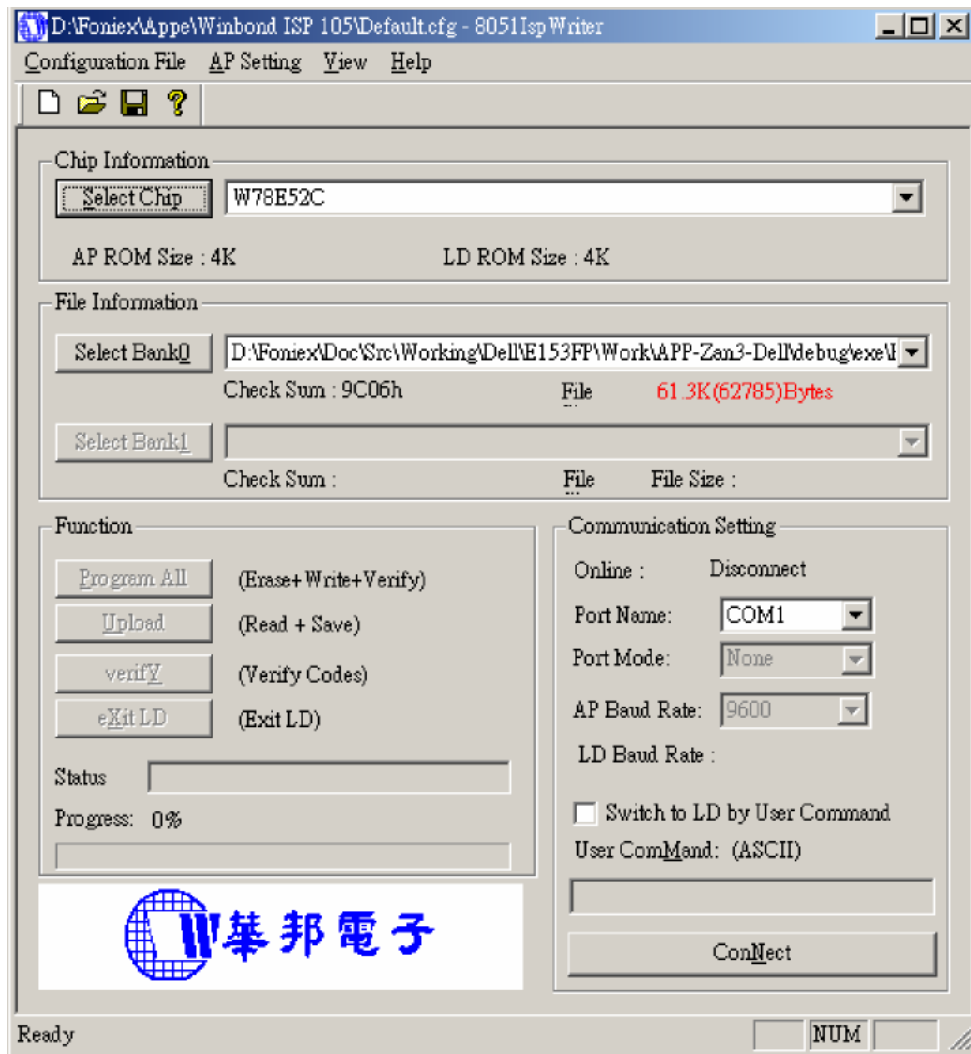 D:\Foniex\Appe\Winbond ISP 105\Default.cfg - 8051IspWriter
Configuration File AP Setting View Help
Chip Information
Select Chip W78E52C
AP ROM Size : 4K LD ROM Size : 4K
File Information
Select Bank0 D:\Foniex\Doc\Src\Working\Dell\E153FP\Work\APP-Zan3-Dell\debug\exe\
Check Sum : 9C06h File 61.3K(62785)Bytes
Select Bank1
Check Sum : File File Size :
Function
Program All (Erase+Write+Verify)
Upload (Read + Save)
verifY (Verify Codes)
eXit LD (Exit LD)
Status
Progress: 0%
華邦電子
Communication Setting
Online : Disconnect
Port Name: COM1
Port Mode: None
AP Baud Rate: 9600
LD Baud Rate :
Switch to LD by User Command
User ComMand: (ASCII)
ConNect
Ready NUM